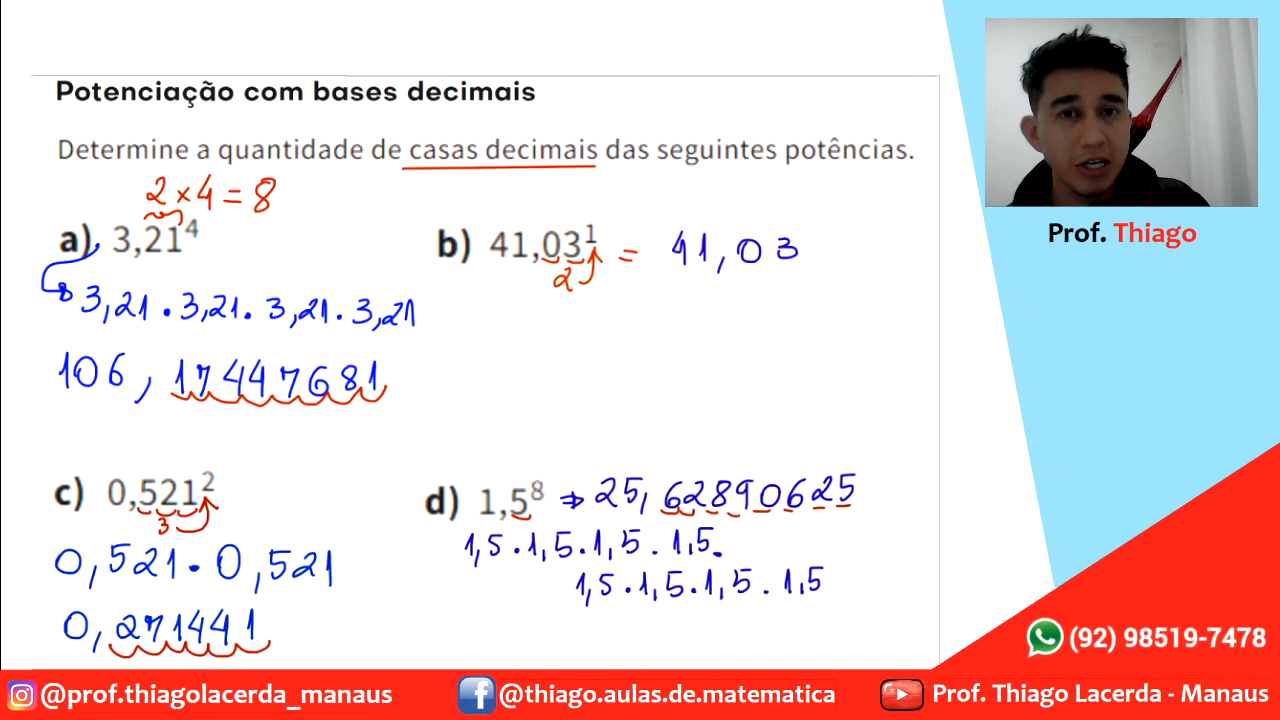 Potenciação com bases decimais
Determine a quantidade de casas decimais das seguintes potências.
2 × 4 = 8
a) 3,21⁴
3,21 . 3,21 . 3,21 . 3,21
106, 17447681
b) 41,03¹ = 41,03
2
c) 0,521²
3
0,521 . 0,521
0,271441
d) 1,5⁸ ⇒ 25,62890625
1,5 . 1,5 . 1,5 . 1,5 .
1,5 . 1,5 . 1,5 . 1,5
Prof. Thiago
(92) 98519-7478
@prof.thiagolacerda_manaus
@thiago.aulas.de.matematica
Prof. Thiago Lacerda - Manaus